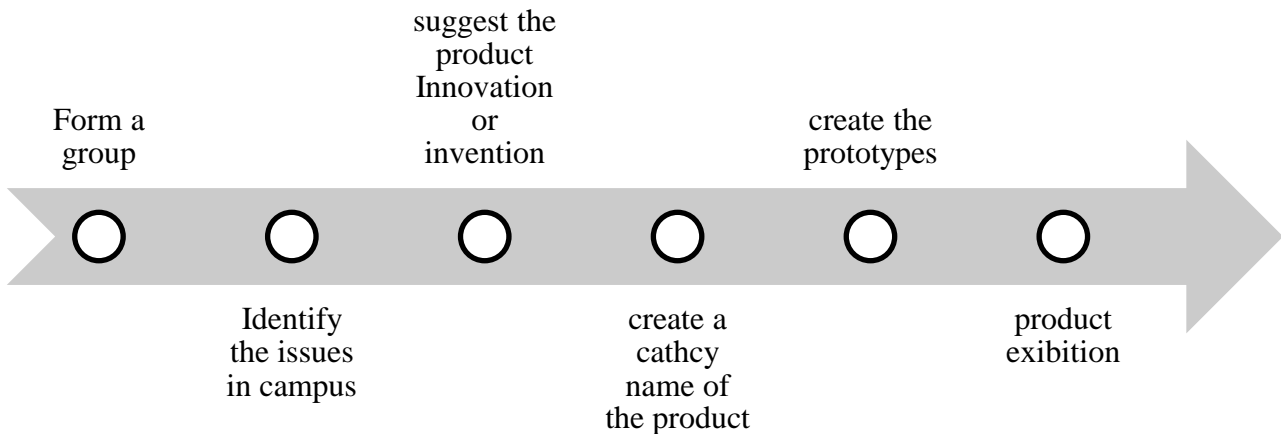 Form a
group
Identify
the issues
in campus
suggest the
product
Innovation
or
invention
create a
cathcy
name of
the product
create the
prototypes
product
exibition